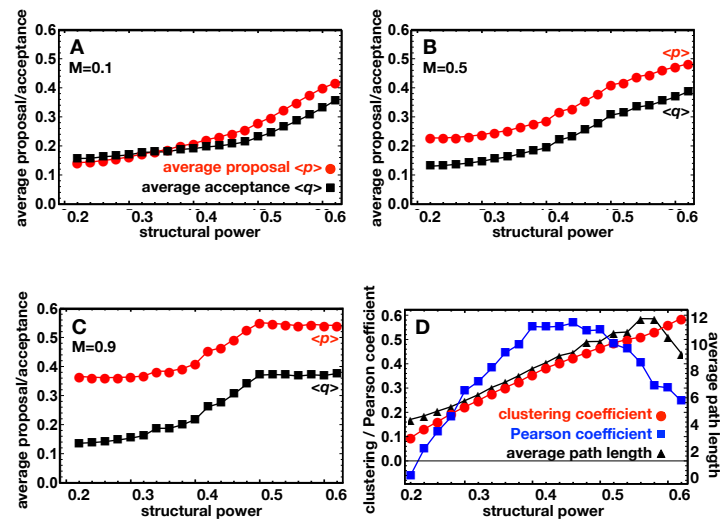 A
M=0.1
average proposal/acceptance
0.6
0.5
0.4
0.3
0.2
0.1
0.0
average proposal <p>
average acceptance <q>
0.2 0.3 0.4 0.5 0.6
structural power
B
M=0.5
average proposal/acceptance
0.6
0.5
0.4
0.3
0.2
0.1
0.0
<p>
<q>
0.2 0.3 0.4 0.5 0.6
structural power
C
M=0.9
average proposal/acceptance
0.6
0.5
0.4
0.3
0.2
0.1
0.0
<p>
<q>
0.2 0.3 0.4 0.5 0.6
structural power
D
clustering / Pearson coefficient
0.6
0.5
0.4
0.3
0.2
0.1
0.0
clustering coefficient
Pearson coefficient
average path length
12
10
8
6
4
2
0
average path length
0.2 0.3 0.4 0.5 0.6
structural power